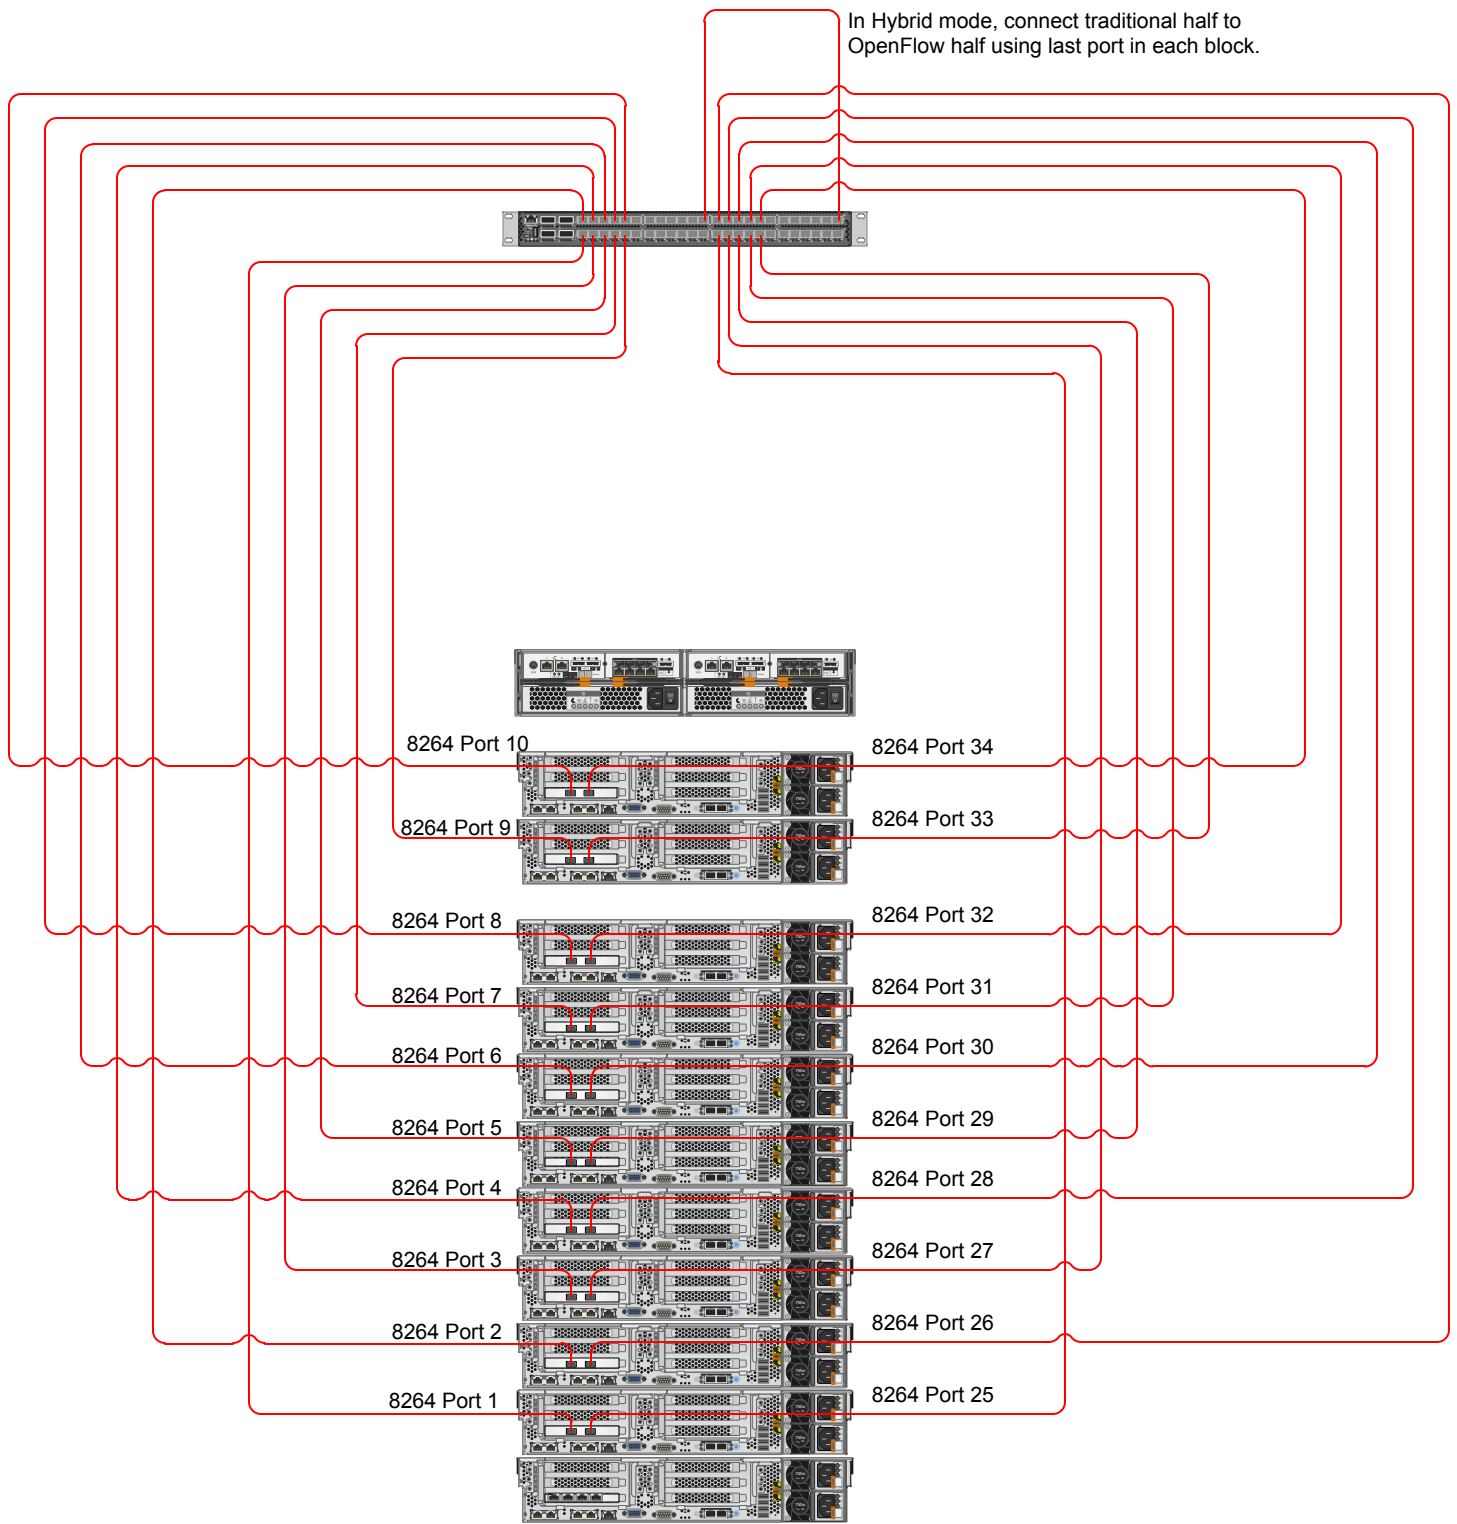 In Hybrid mode, connect traditional half to
OpenFlow half using last port in each block.
8264 Port 10
8264 Port 34
8264 Port 9
8264 Port 33
8264 Port 8
8264 Port 32
8264 Port 7
8264 Port 31
8264 Port 6
8264 Port 30
8264 Port 5
8264 Port 29
8264 Port 4
8264 Port 28
8264 Port 3
8264 Port 27
8264 Port 2
8264 Port 26
8264 Port 1
8264 Port 25